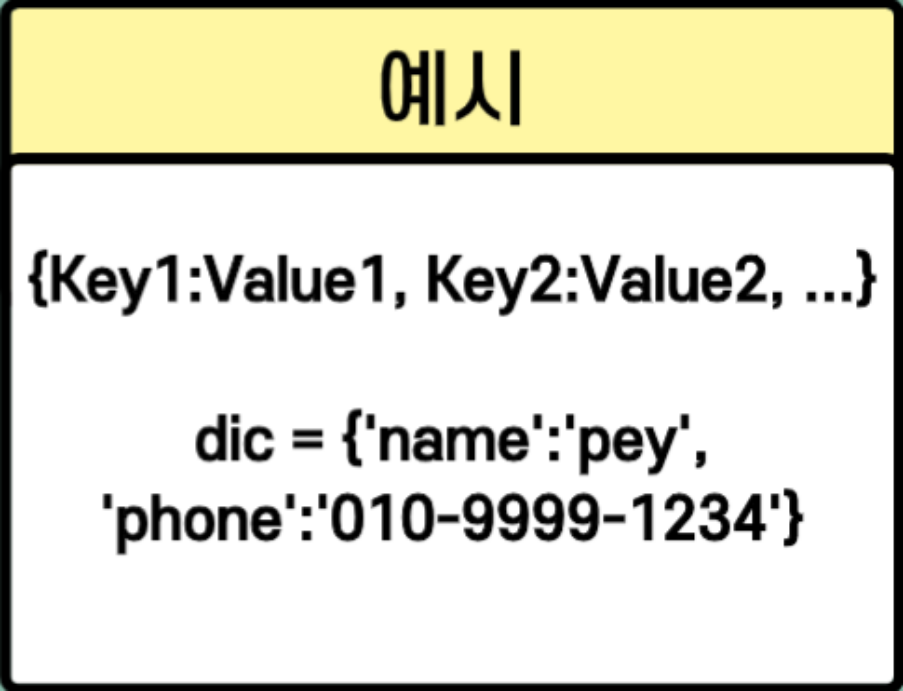 예시
{Key1:Value1, Key2:Value2, ...}
dic = {'name':'pey',
'phone':'010-9999-1234'}